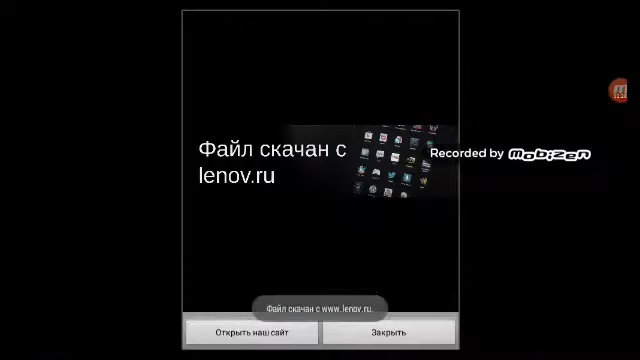 Файл скачан с
lenov.ru
Recorded by mobizen
Файл скачан с www.lenov.ru.
Открыть наш сайт
Закрыть